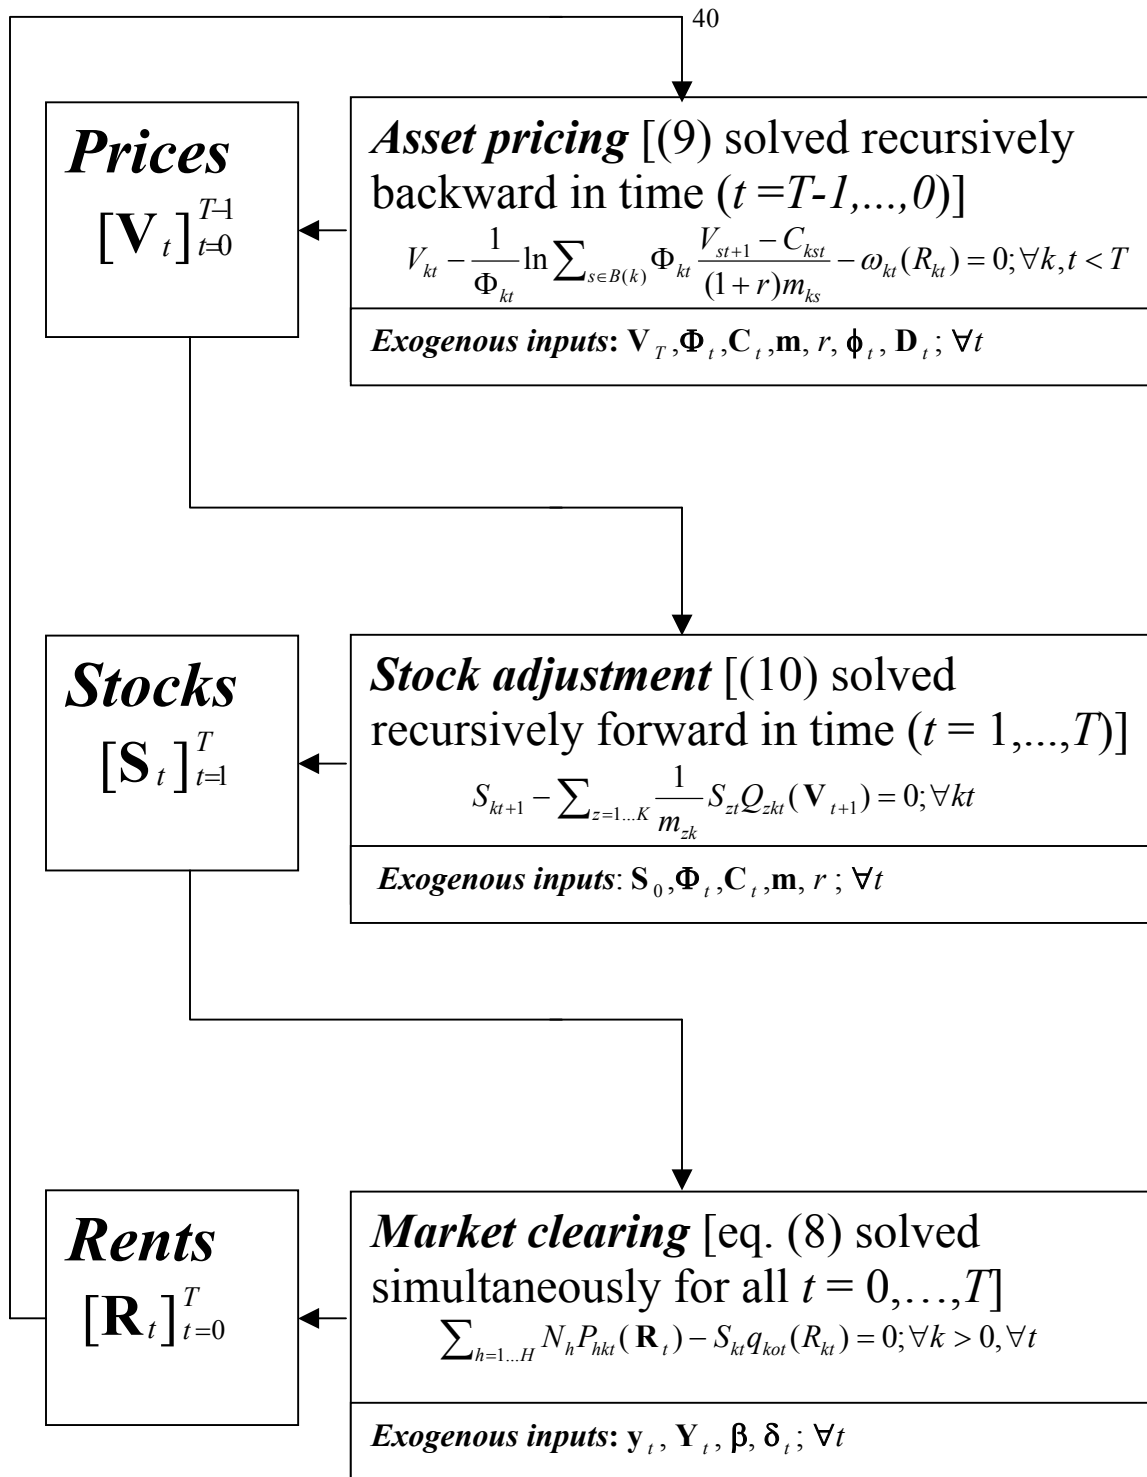 40
Prices
[V_t]_{t=0}^{T-1}
Asset pricing [(9) solved recursively
backward in time (t =T-1,...,0)]
V_{kt} - \frac{1}{Φ_{kt}} ln ∑_{s∈B(k)} Φ_{kt} \frac{V_{st+1} - C_{kst}}{(1+r)m_{ks}} - ω_{kt}(R_{kt}) = 0; ∀k, t < T
Exogenous inputs: V_T, Φ_t, C_t, m, r, ϕ_t, D_t; ∀t
Stocks
[S_t]_{t=1}^{T}
Stock adjustment [(10) solved
recursively forward in time (t = 1,...,T)]
S_{kt+1} - ∑_{z=1...K} \frac{1}{m_{zk}} S_{zt} Q_{zkt}(V_{t+1}) = 0; ∀kt
Exogenous inputs: S_0, Φ_t, C_t, m, r ; ∀t
Rents
[R_t]_{t=0}^{T}
Market clearing [eq. (8) solved
simultaneously for all t = 0,…,T]
∑_{h=1...H} N_h P_{hkt}(R_t) - S_{kt} q_{kot}(R_{kt}) = 0; ∀k > 0, ∀t
Exogenous inputs: y_t, Y_t, β, δ_t; ∀t